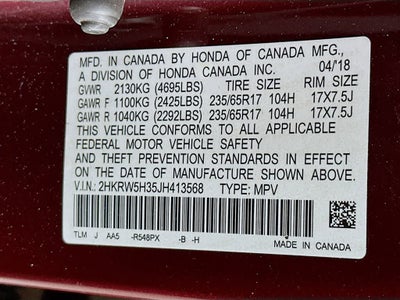 MFD. IN CANADA BY HONDA OF CANADA MFG.,
A DIVISION OF HONDA CANADA INC. 04/18
GVWR 2130KG (4695LBS) TIRE SIZE RIM SIZE
GAWR F 1100KG (2425LBS) 235/65R17 104H 17X7.5J
GAWR R 1040KG (2292LBS) 235/65R17 104H 17X7.5J
THIS VEHICLE CONFORMS TO ALL APPLICABLE
FEDERAL MOTOR VEHICLE SAFETY
AND THEFT PREVENTION STANDARDS IN EFFECT
ON THE DATE OF MANUFACTURE SHOWN ABOVE.
V.I.N.: 2HKRW5H35JH413568 TYPE: MPV
TLM J AA5 -R548PX -B -H
MADE IN CANADA